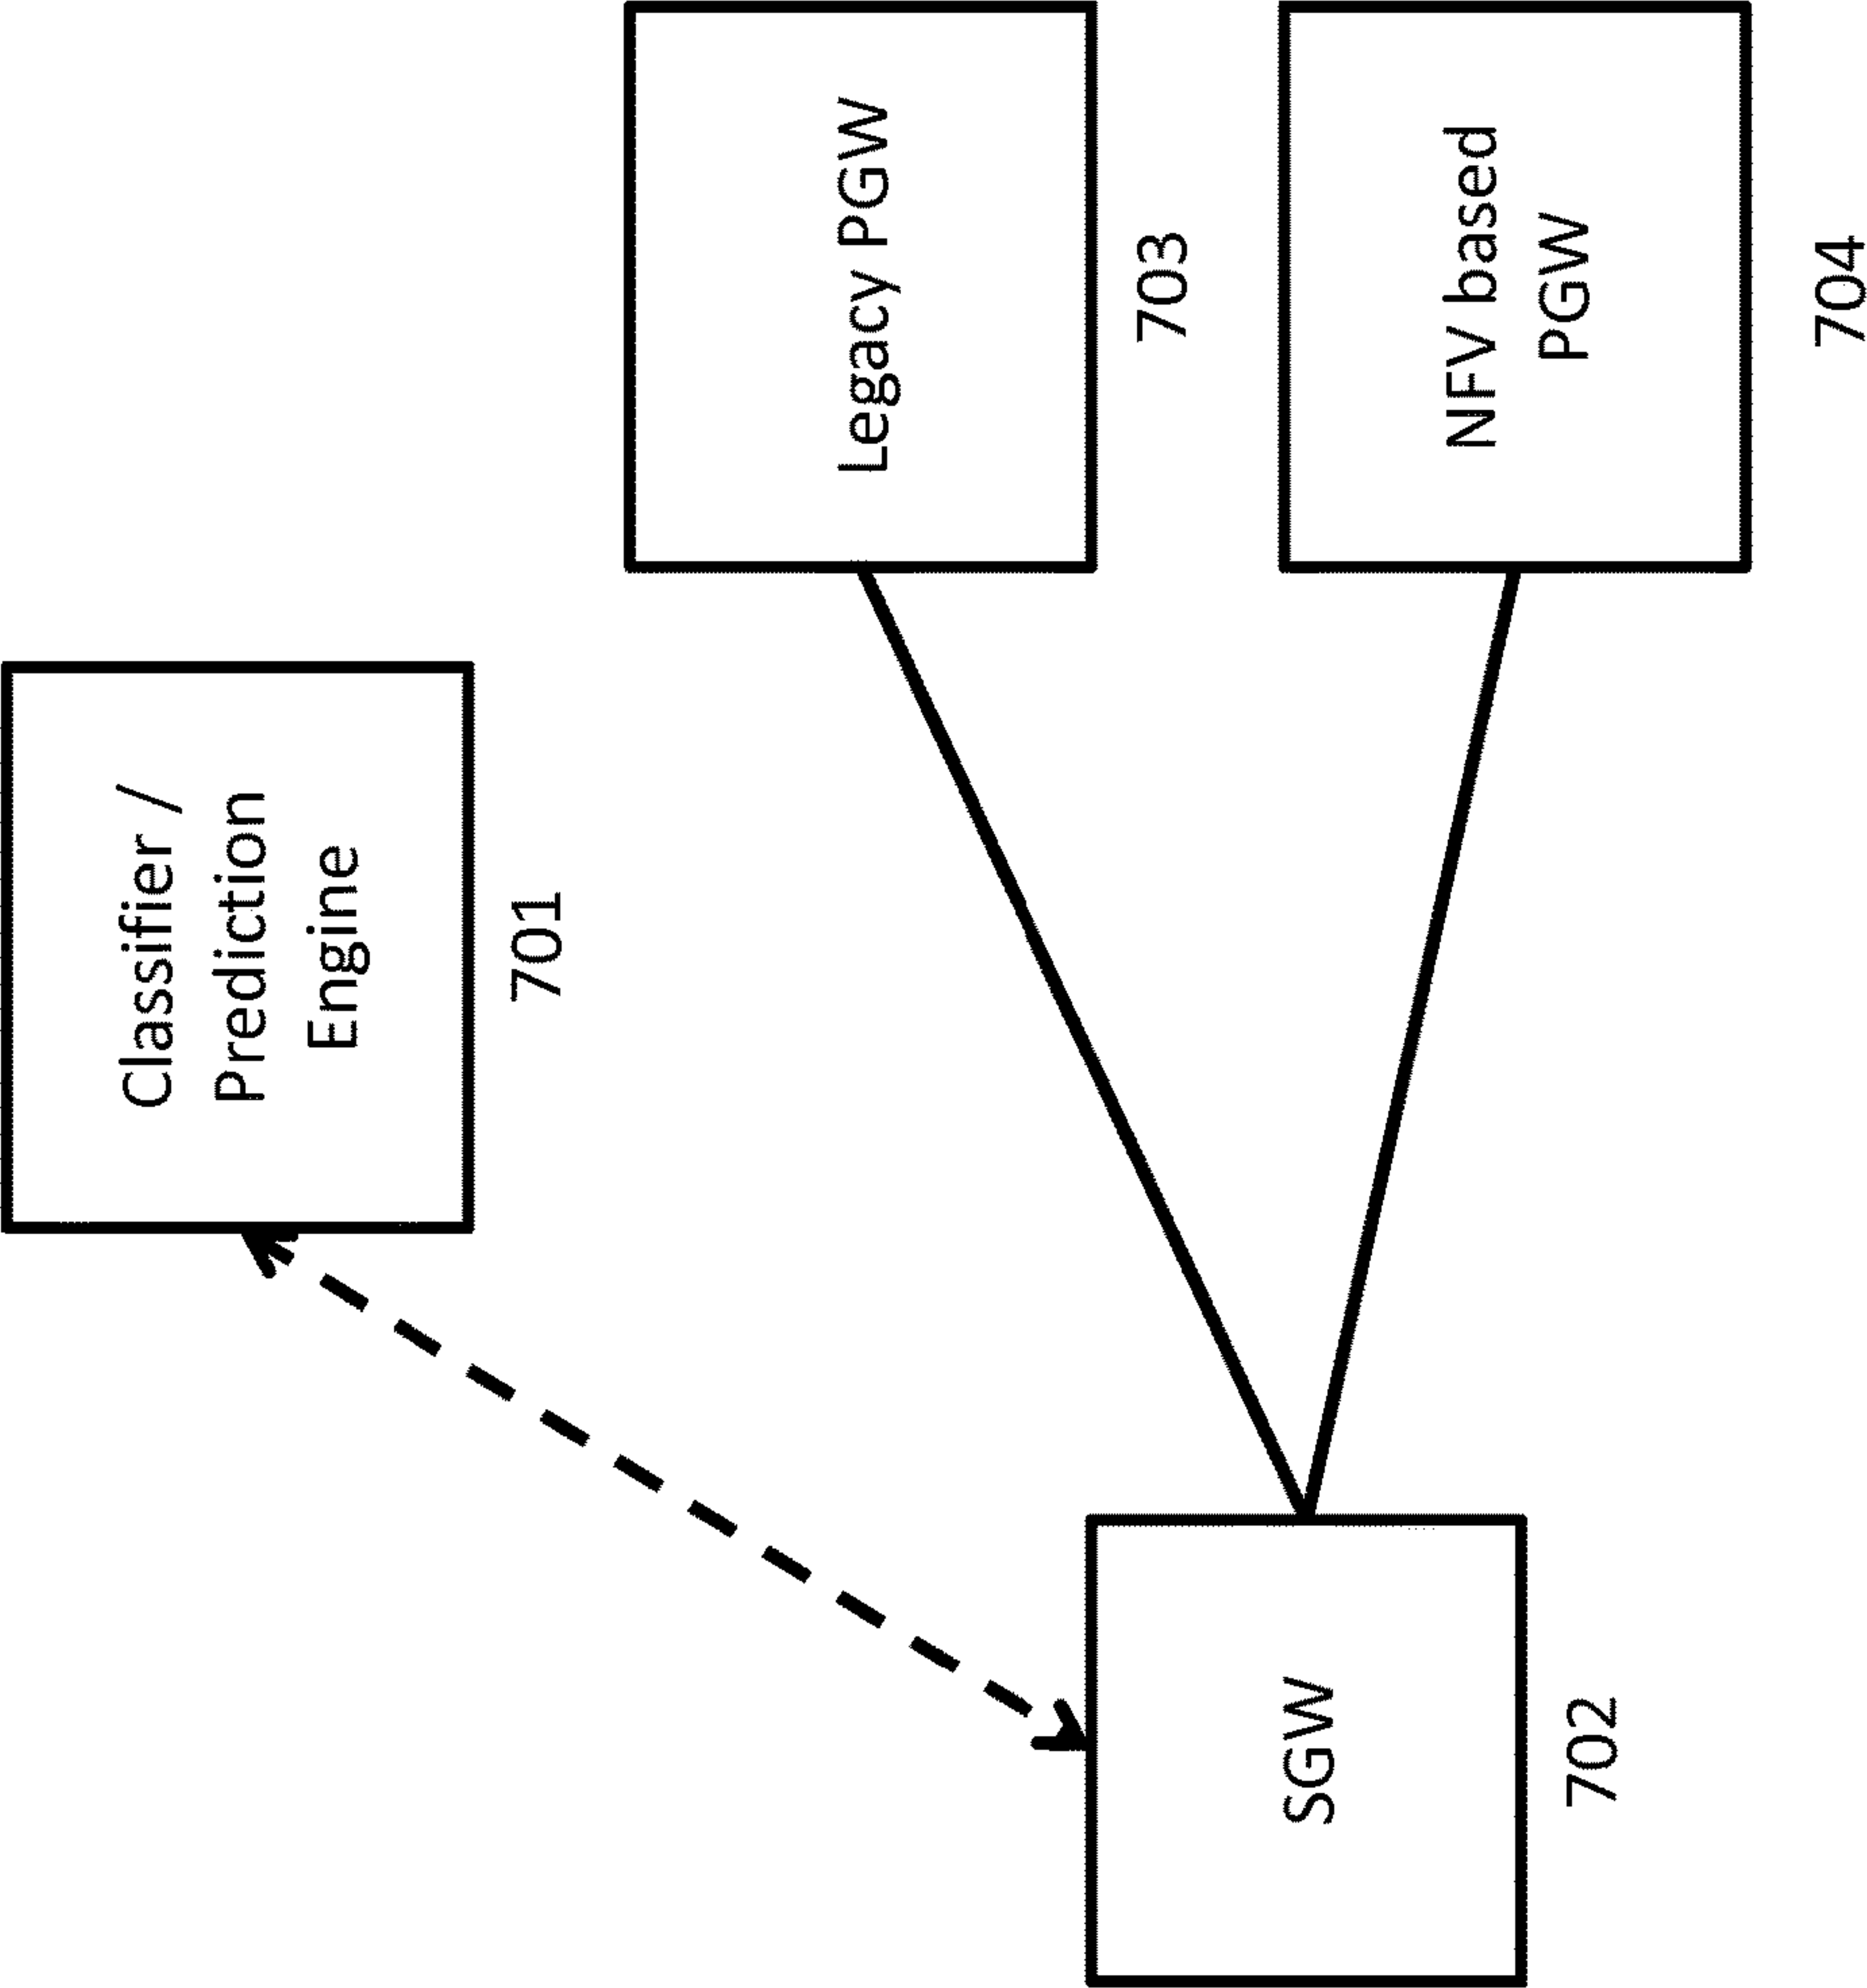 Classifier /
Prediction
Engine
701
Legacy PGW
703
SGW
702
NFV based
PGW
704